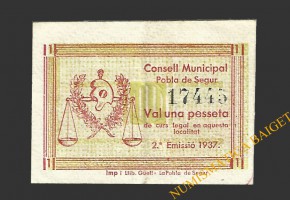 Consell Municipal
Pobla de Segur
17445
Val una pesseta
de curs legal en aquesta
localitat
2.ª Emissió 1937.
Imp i Llib. Güell - La Pobla de Segur
NUMISMATICA BAIGET